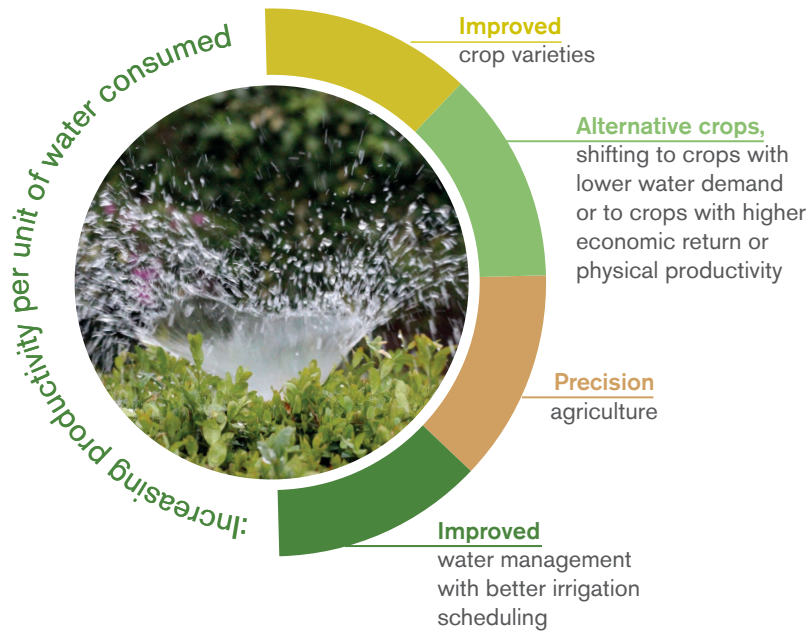 :Increasing productivity per unit of water consumed
Improved
crop varieties
Alternative crops,
shifting to crops with
lower water demand
or to crops with higher
economic return or
physical productivity
Precision
agriculture
Improved
water management
with better irrigation
scheduling